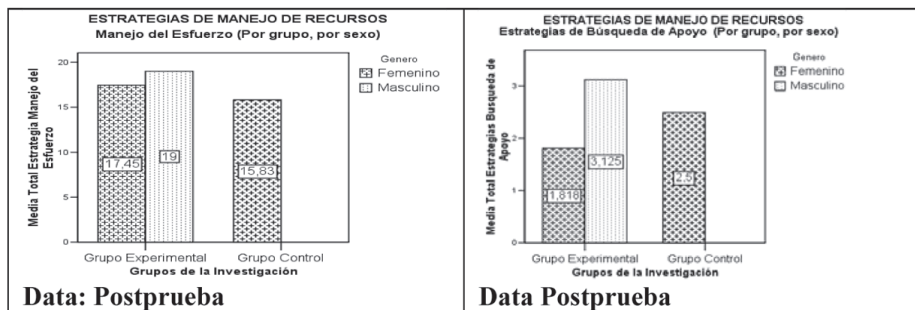 ESTRATEGIAS DE MANEJO DE RECURSOS
Manejo del Esfuerzo (Por grupo, por sexo)
Genero
Femenino
Masculino
Media Total Estrategia Manejo del
Esfuerzo
20
15
10
5
0
17,45
19
15,83
Grupo Experimental
Grupo Control
Grupos de la Investigación
Data: Postprueba
ESTRATEGIAS DE MANEJO DE RECURSOS
Estrategias de Búsqueda de Apoyo (Por grupo, por sexo)
Genero
Femenino
Masculino
Media Total Estrategias Busqueda de
Apoyo
3
2
1
0
1,818
3,125
2,5
Grupo Experimental
Grupo Control
Grupos de la Investigación
Data Postprueba